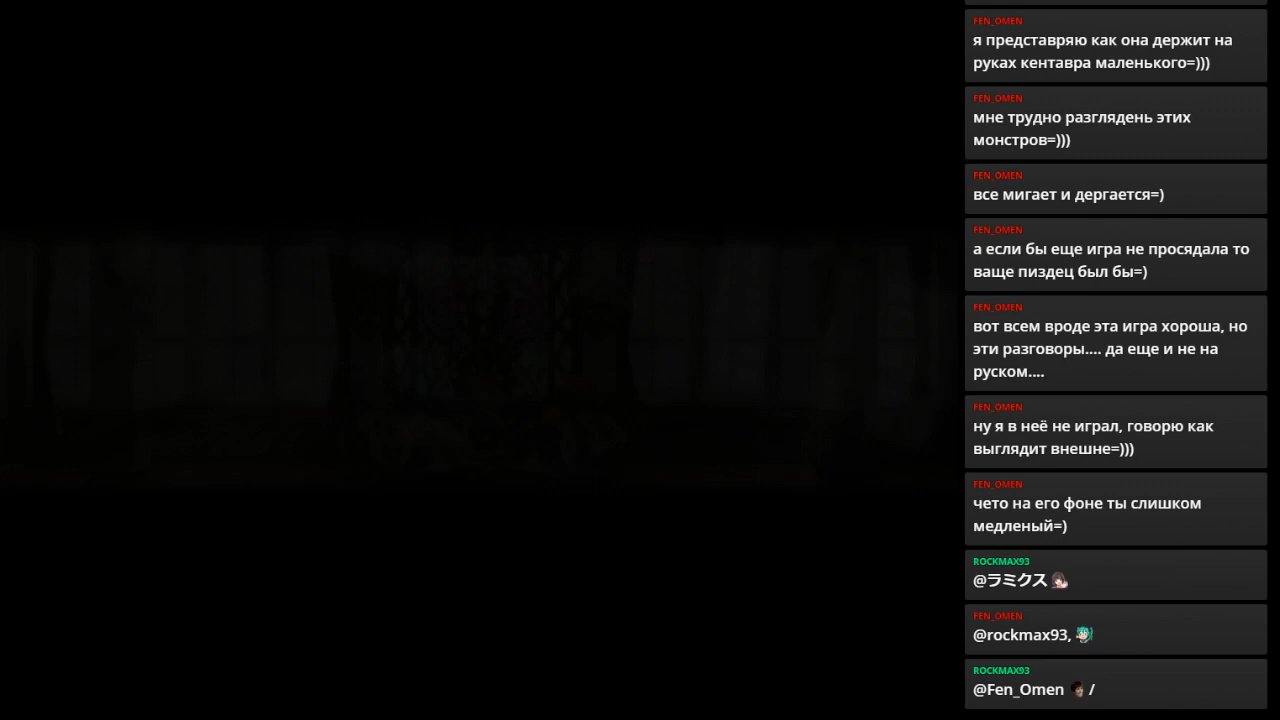 FEN_OMEN
я представряю как она держит на
руках кентавра маленького=)))
FEN_OMEN
мне трудно разглядень этих
монстров=)))
FEN_OMEN
все мигает и дергается=)
FEN_OMEN
а если бы еще игра не просядала то
ваще пиздец был бы=)
FEN_OMEN
вот всем вроде эта игра хороша, но
эти разговоры.... да еще и не на
руском....
FEN_OMEN
ну я в неё не играл, говорю как
выглядит внешне=)))
FEN_OMEN
чето на его фоне ты слишком
медленый=)
ROCKMAX93
@ラミクス
FEN_OMEN
@rockmax93,
ROCKMAX93
@Fen_Omen /